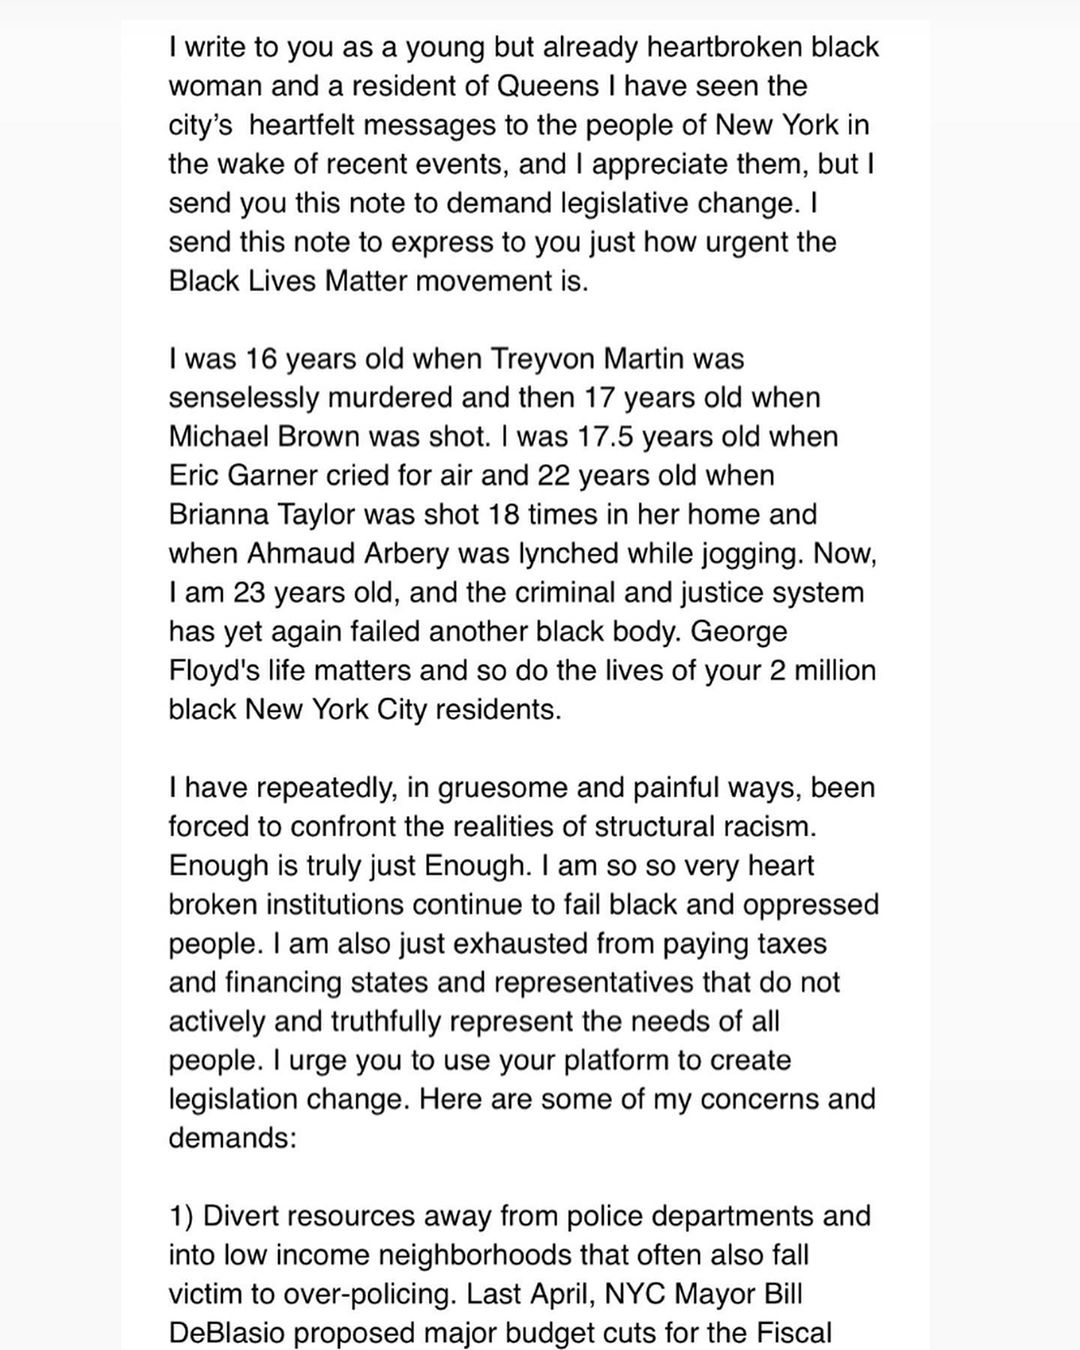 I write to you as a young but already heartbroken black
woman and a resident of Queens I have seen the
city’s  heartfelt messages to the people of New York in
the wake of recent events, and I appreciate them, but I
send you this note to demand legislative change. I
send this note to express to you just how urgent the
Black Lives Matter movement is.
I was 16 years old when Treyvon Martin was
senselessly murdered and then 17 years old when
Michael Brown was shot. I was 17.5 years old when
Eric Garner cried for air and 22 years old when
Brianna Taylor was shot 18 times in her home and
when Ahmaud Arbery was lynched while jogging. Now,
I am 23 years old, and the criminal and justice system
has yet again failed another black body. George
Floyd's life matters and so do the lives of your 2 million
black New York City residents.
I have repeatedly, in gruesome and painful ways, been
forced to confront the realities of structural racism.
Enough is truly just Enough. I am so so very heart
broken institutions continue to fail black and oppressed
people. I am also just exhausted from paying taxes
and financing states and representatives that do not
actively and truthfully represent the needs of all
people. I urge you to use your platform to create
legislation change. Here are some of my concerns and
demands:
1) Divert resources away from police departments and
into low income neighborhoods that often also fall
victim to over-policing. Last April, NYC Mayor Bill
DeBlasio proposed major budget cuts for the Fiscal